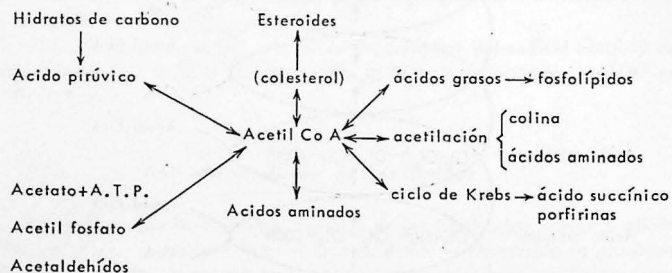 Hidratos de carbono
Esteroides
Acido pirúvico
(colesterol)
ácidos grasos
fosfolípidos
Acetil Co A
acetilación
colina
ácidos aminados
Acetato+A.T.P.
Acidos aminados
ciclo de Krebs
ácido succínico
porfirinas
Acetil fosfato
Acetaldehídos